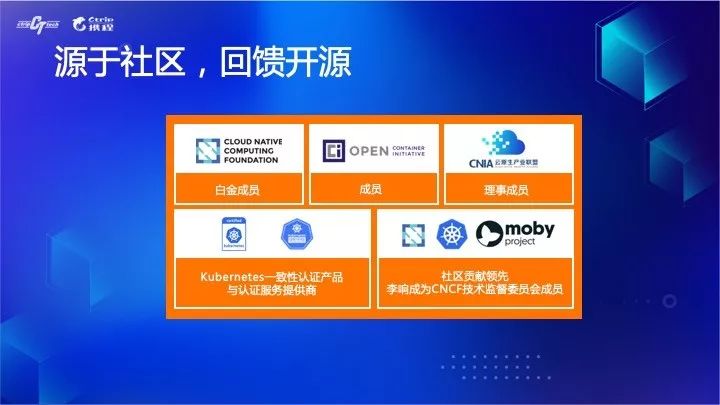 ctrip tech
Ctrip
携程
源于社区，回馈开源
CLOUD NATIVE
COMPUTING
FOUNDATION
OPEN CONTAINER
INITIATIVE
CNIA 云原生产业联盟
白金成员
成员
理事成员
certified
kubernetes
moby
project
Kubernetes一致性认证产品
与认证服务提供商
社区贡献领先
李响成为CNCF技术监督委员会成员